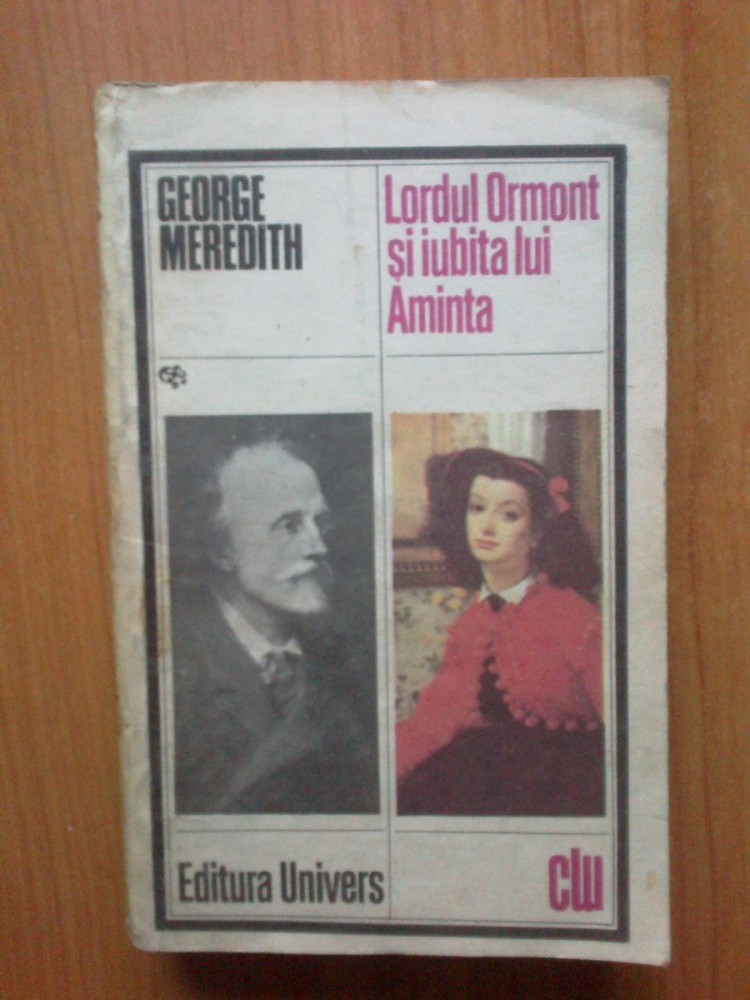 GEORGE
MEREDITH
Lordul Ormont
și iubita lui
Aminta
Editura Univers
clu